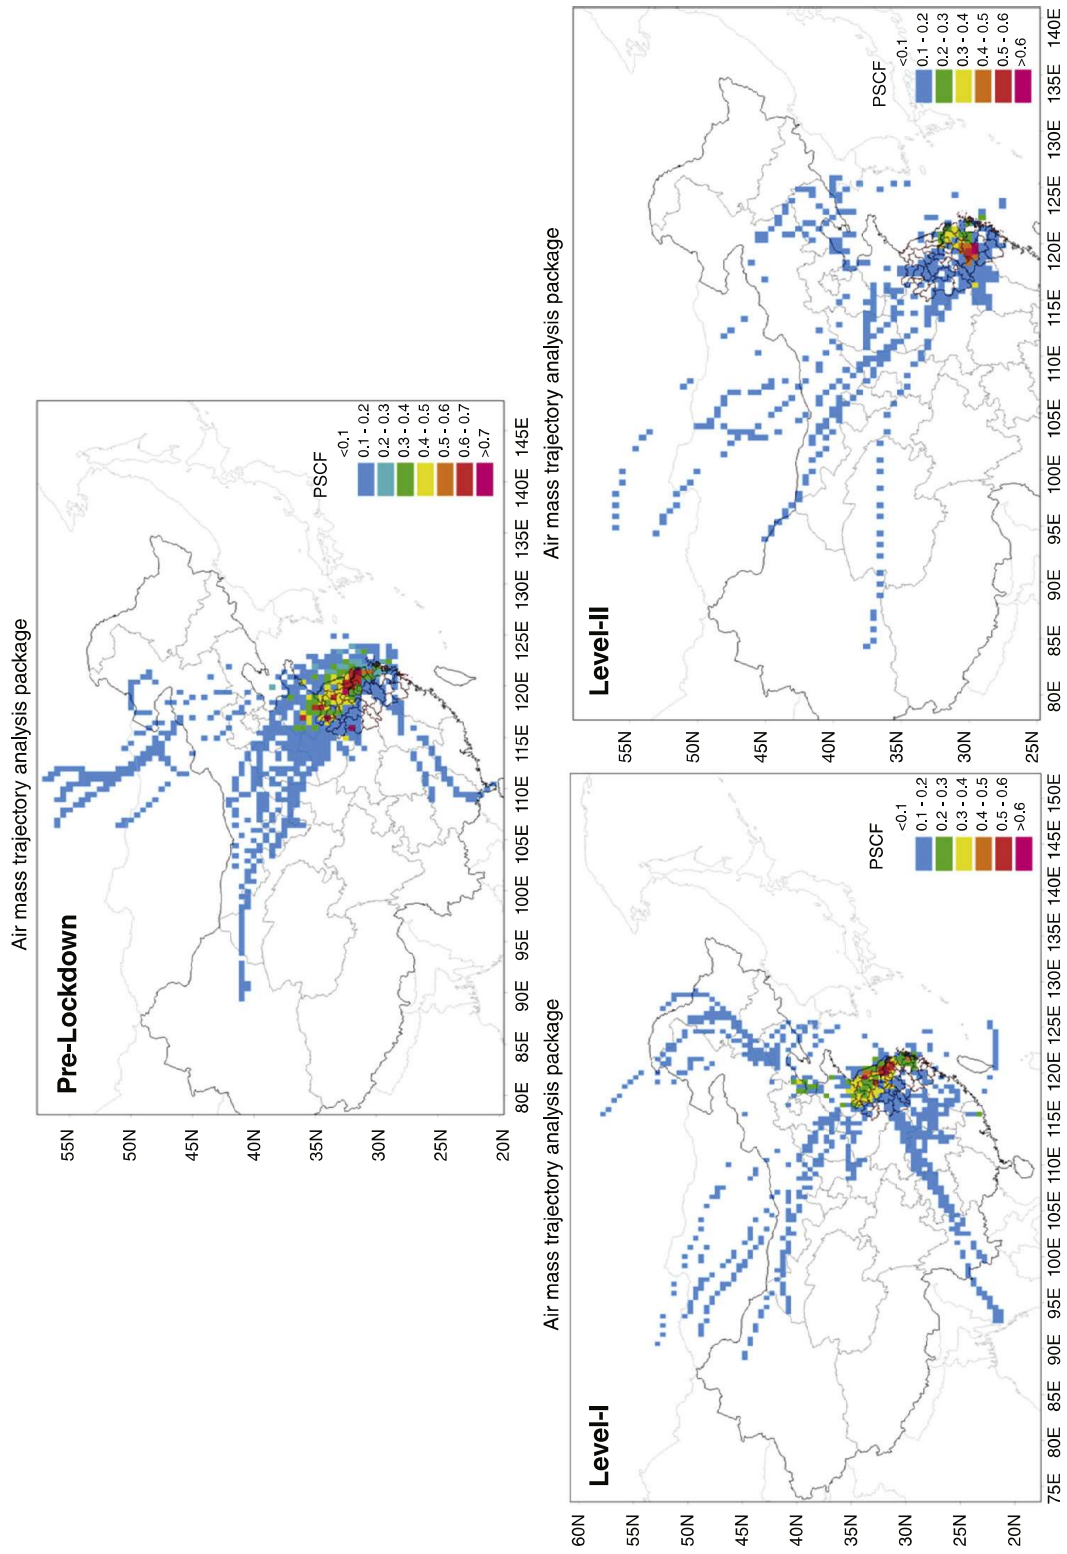 Air mass trajectory analysis package
Pre-Lockdown
55N
50N
45N
40N
35N
30N
25N
20N
80E 85E 90E 95E 100E 105E 110E 115E 120E 125E 130E 135E 140E 145E
PSCF
<0.1
0.1 - 0.2
0.2 - 0.3
0.3 - 0.4
0.4 - 0.5
0.5 - 0.6
0.6 - 0.7
>0.7
Air mass trajectory analysis package
Level-I
60N
55N
50N
45N
40N
35N
30N
25N
20N
75E 80E 85E 90E 95E 100E 105E 110E 115E 120E 125E 130E 135E 140E 145E 150E
PSCF
<0.1
0.1 - 0.2
0.2 - 0.3
0.3 - 0.4
0.4 - 0.5
0.5 - 0.6
>0.6
Air mass trajectory analysis package
Level-II
55N
50N
45N
40N
35N
30N
25N
80E 85E 90E 95E 100E 105E 110E 115E 120E 125E 130E 135E 140E
PSCF
<0.1
0.1 - 0.2
0.2 - 0.3
0.3 - 0.4
0.4 - 0.5
0.5 - 0.6
>0.6